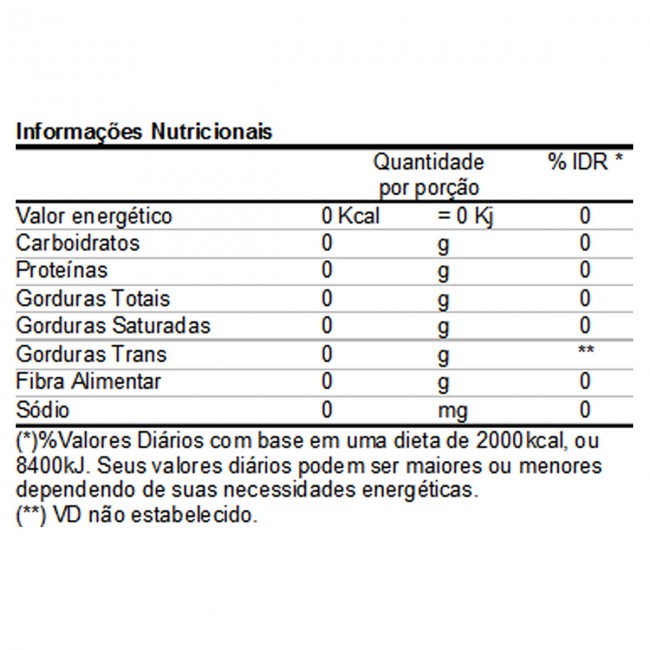 Informações Nutricionais
Quantidade por porção % IDR *
Valor energético 0 Kcal = 0 Kj 0
Carboidratos 0 g 0
Proteínas 0 g 0
Gorduras Totais 0 g 0
Gorduras Saturadas 0 g 0
Gorduras Trans 0 g **
Fibra Alimentar 0 g 0
Sódio 0 mg 0
(*)%Valores Diários com base em uma dieta de 2000kcal, ou
8400kJ. Seus valores diários podem ser maiores ou menores
dependendo de suas necessidades energéticas.
(**) VD não estabelecido.